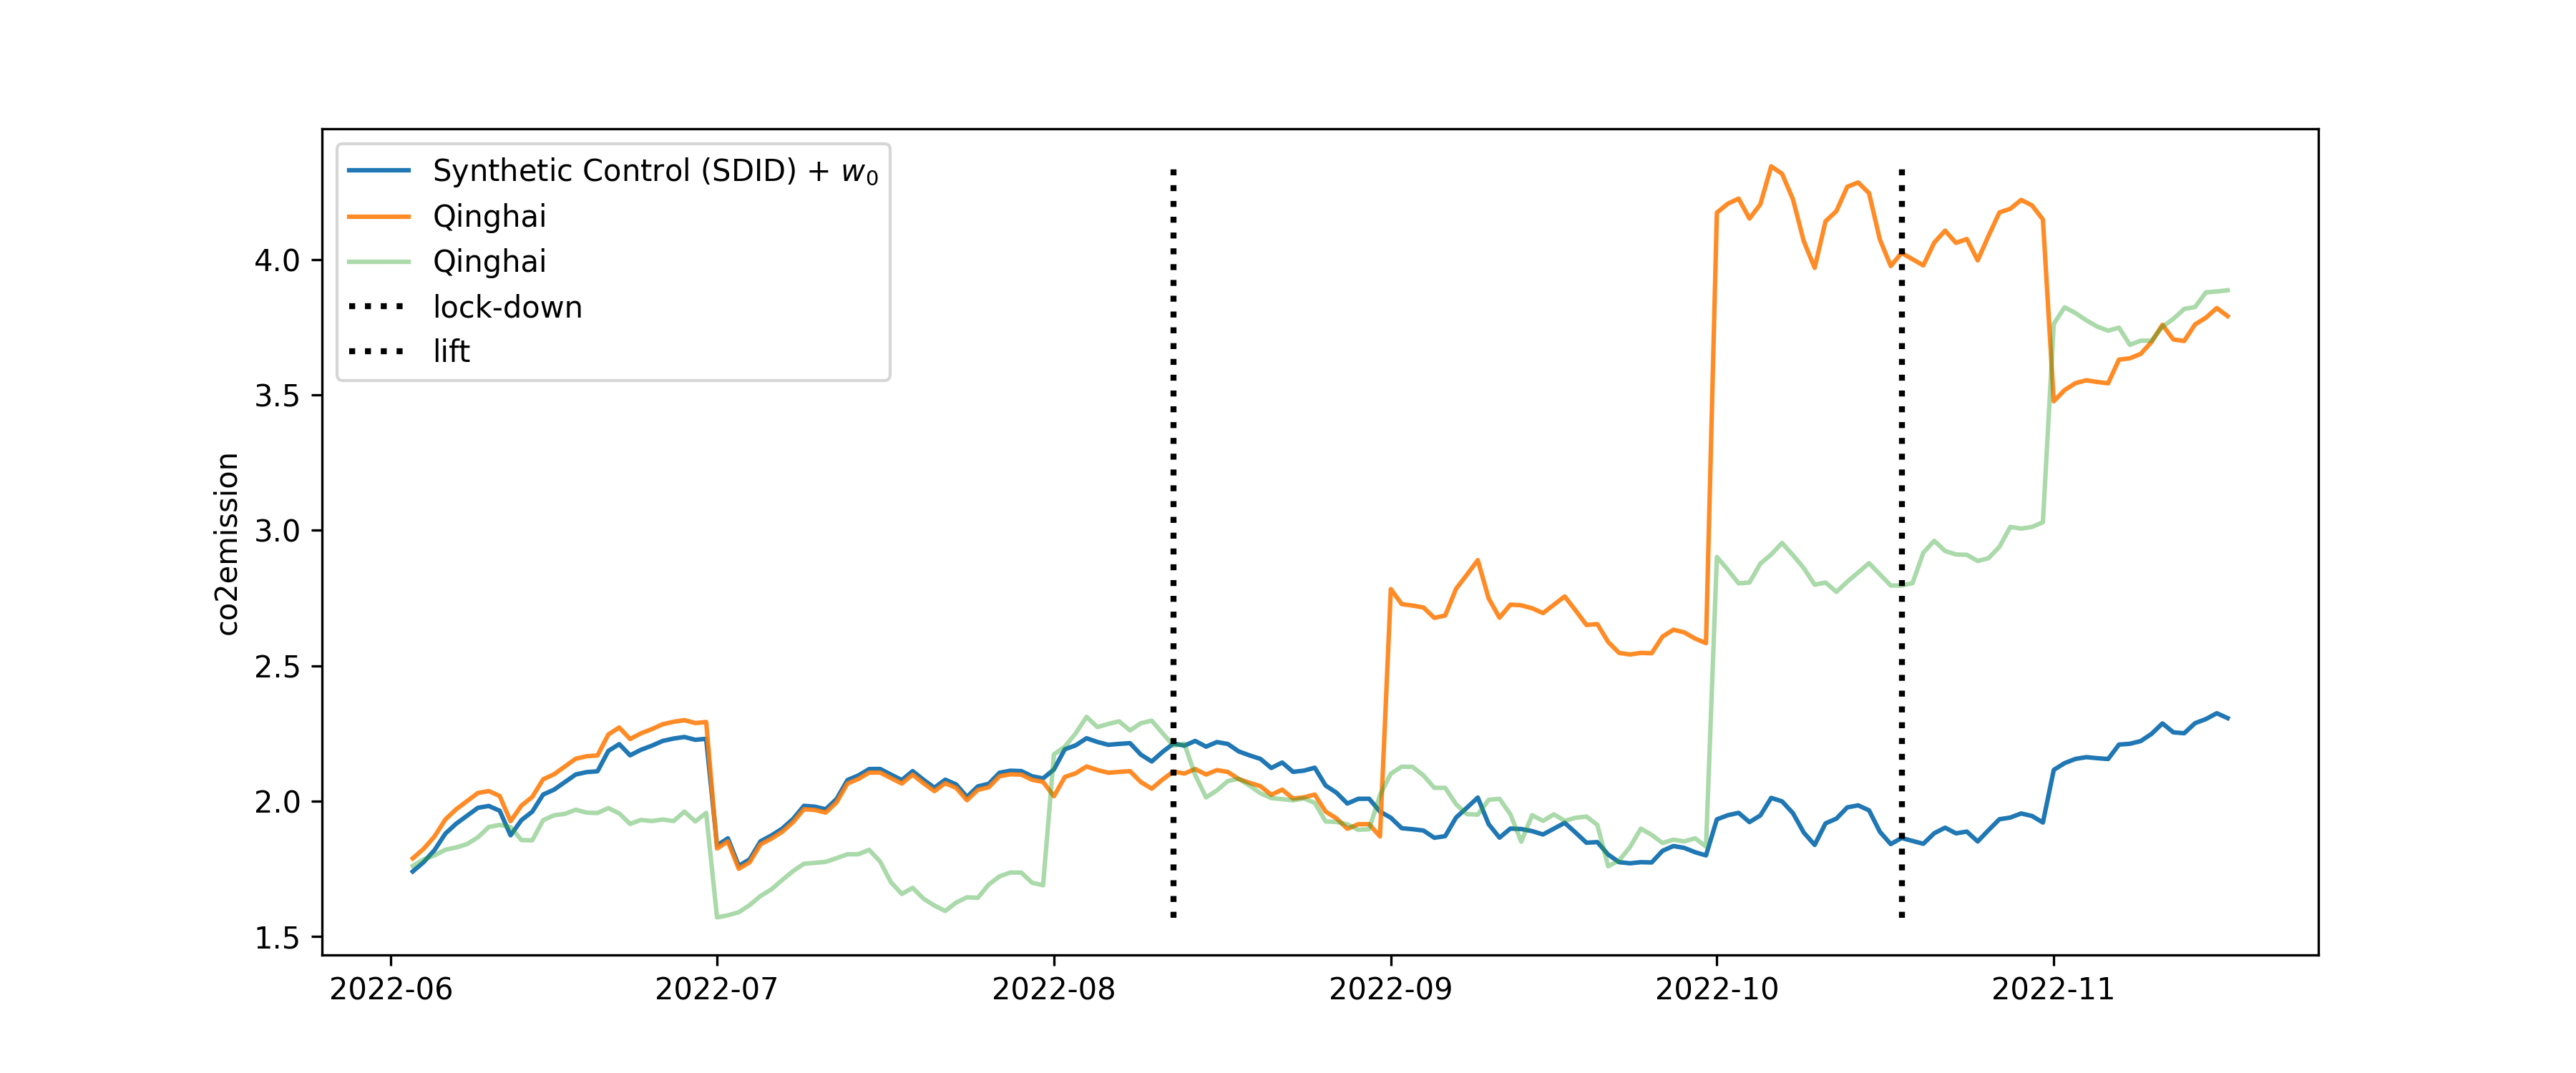 Synthetic Control (SDID) + w₀
Qinghai
Qinghai
lock-down
lift
co2emission
4.0
3.5
3.0
2.5
2.0
1.5
2022-06 2022-07 2022-08 2022-09 2022-10 2022-11